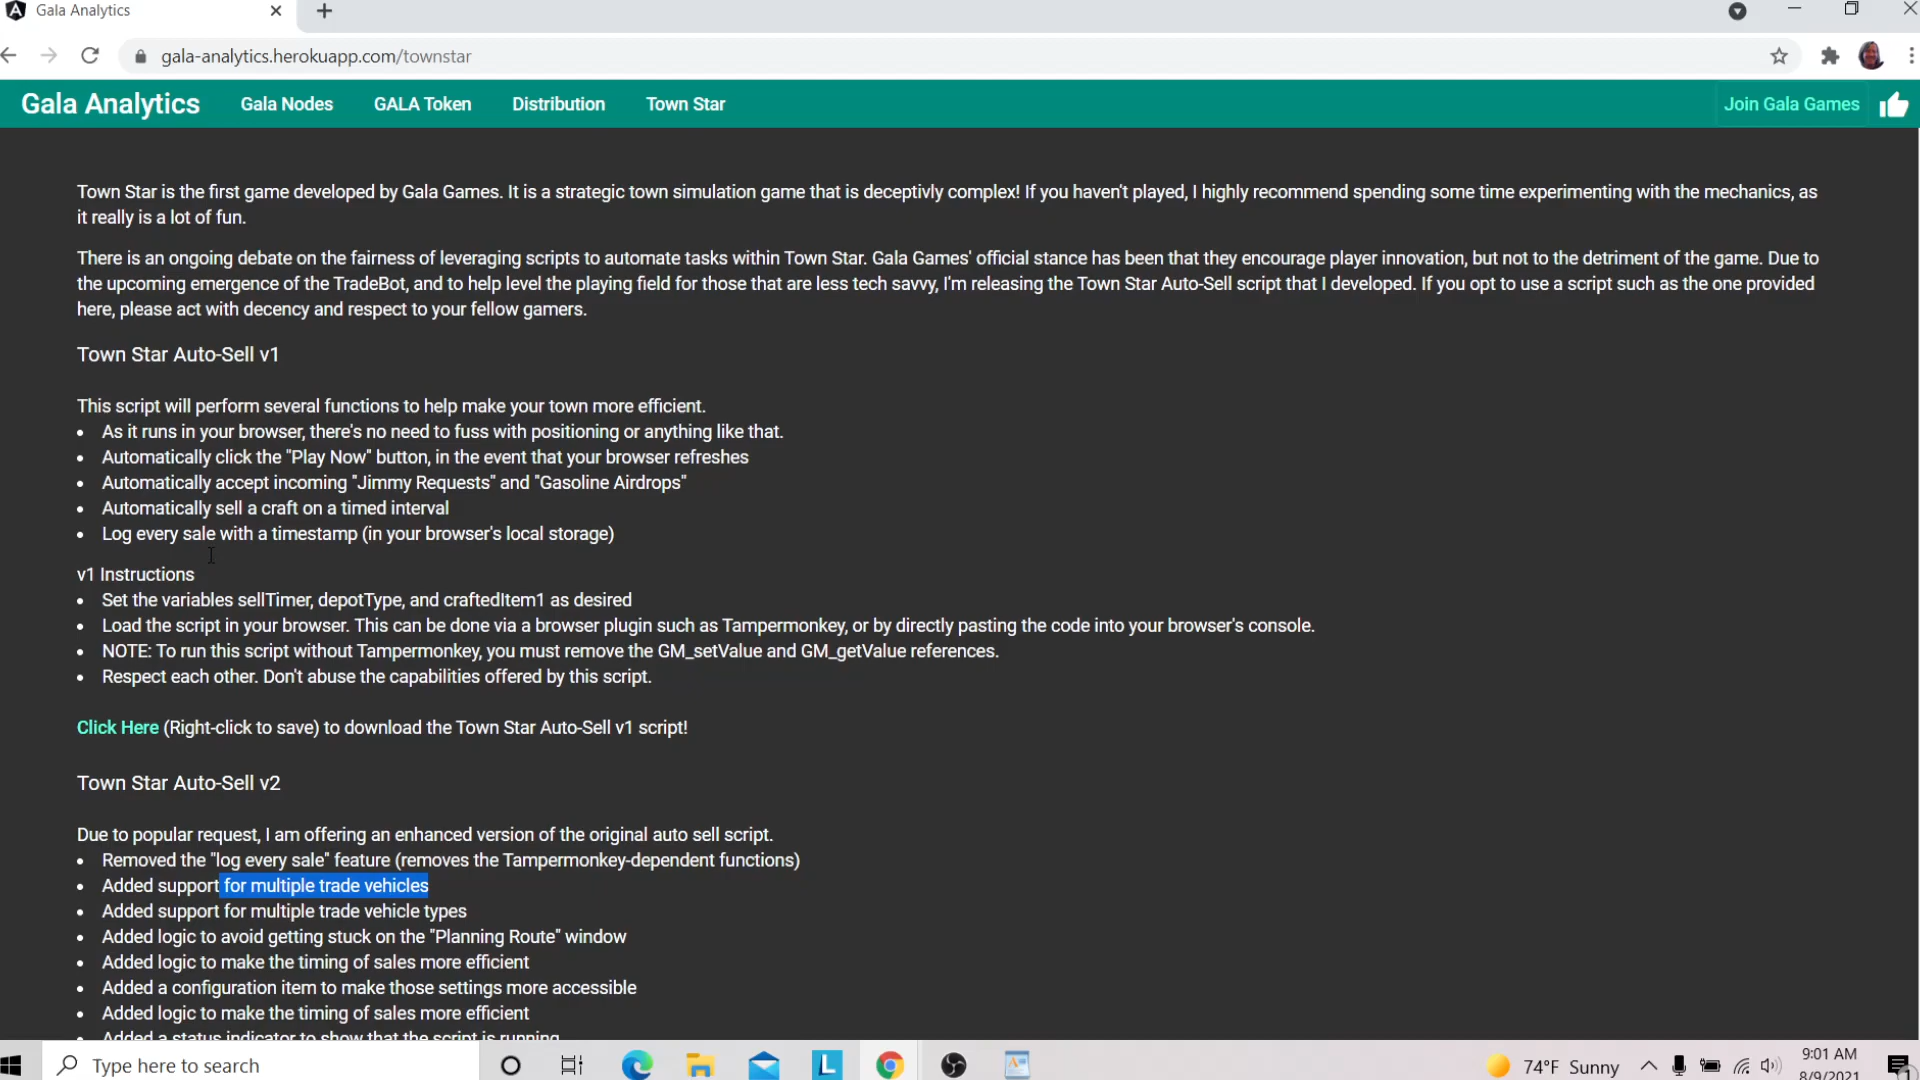 Gala Analytics
gala-analytics.herokuapp.com/townstar
Gala Analytics Gala Nodes GALA Token Distribution Town Star Join Gala Games
Town Star is the first game developed by Gala Games. It is a strategic town simulation game that is deceptivly complex! If you haven't played, I highly recommend spending some time experimenting with the mechanics, as
it really is a lot of fun.
There is an ongoing debate on the fairness of leveraging scripts to automate tasks within Town Star. Gala Games' official stance has been that they encourage player innovation, but not to the detriment of the game. Due to
the upcoming emergence of the TradeBot, and to help level the playing field for those that are less tech savvy, I'm releasing the Town Star Auto-Sell script that I developed. If you opt to use a script such as the one provided
here, please act with decency and respect to your fellow gamers.
Town Star Auto-Sell v1
This script will perform several functions to help make your town more efficient.
• As it runs in your browser, there's no need to fuss with positioning or anything like that.
• Automatically click the "Play Now" button, in the event that your browser refreshes
• Automatically accept incoming "Jimmy Requests" and "Gasoline Airdrops"
• Automatically sell a craft on a timed interval
• Log every sale with a timestamp (in your browser's local storage)
v1 Instructions
• Set the variables sellTimer, depotType, and craftedItem1 as desired
• Load the script in your browser. This can be done via a browser plugin such as Tampermonkey, or by directly pasting the code into your browser's console.
• NOTE: To run this script without Tampermonkey, you must remove the GM_setValue and GM_getValue references.
• Respect each other. Don't abuse the capabilities offered by this script.
Click Here (Right-click to save) to download the Town Star Auto-Sell v1 script!
Town Star Auto-Sell v2
Due to popular request, I am offering an enhanced version of the original auto sell script.
• Removed the "log every sale" feature (removes the Tampermonkey-dependent functions)
• Added support for multiple trade vehicles
• Added support for multiple trade vehicle types
• Added logic to avoid getting stuck on the "Planning Route" window
• Added logic to make the timing of sales more efficient
• Added a configuration item to make those settings more accessible
• Added logic to make the timing of sales more efficient
• Added a status indicator to show that the script is running
Type here to search
L
74°F Sunny
9:01 AM
8/9/2021
1